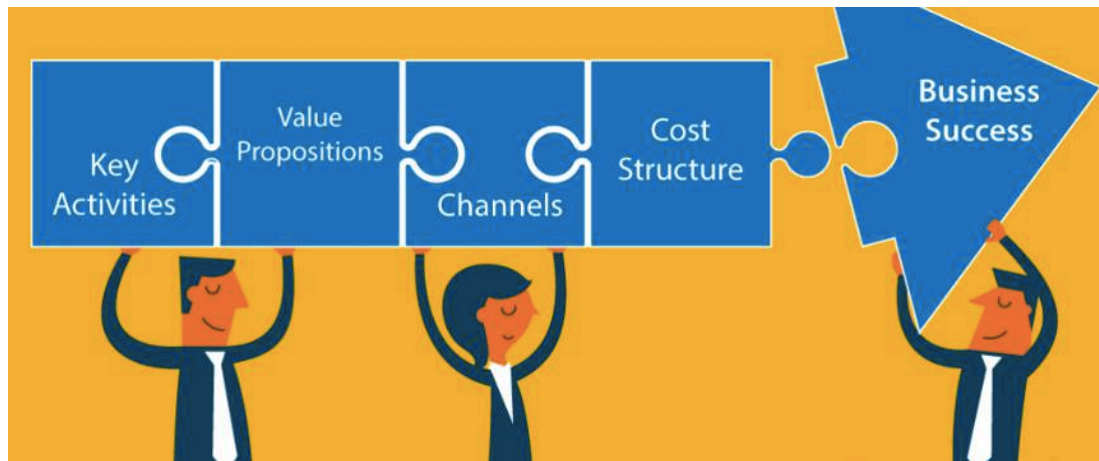 Key
Activities
Value
Propositions
Channels
Cost
Structure
Business
Success